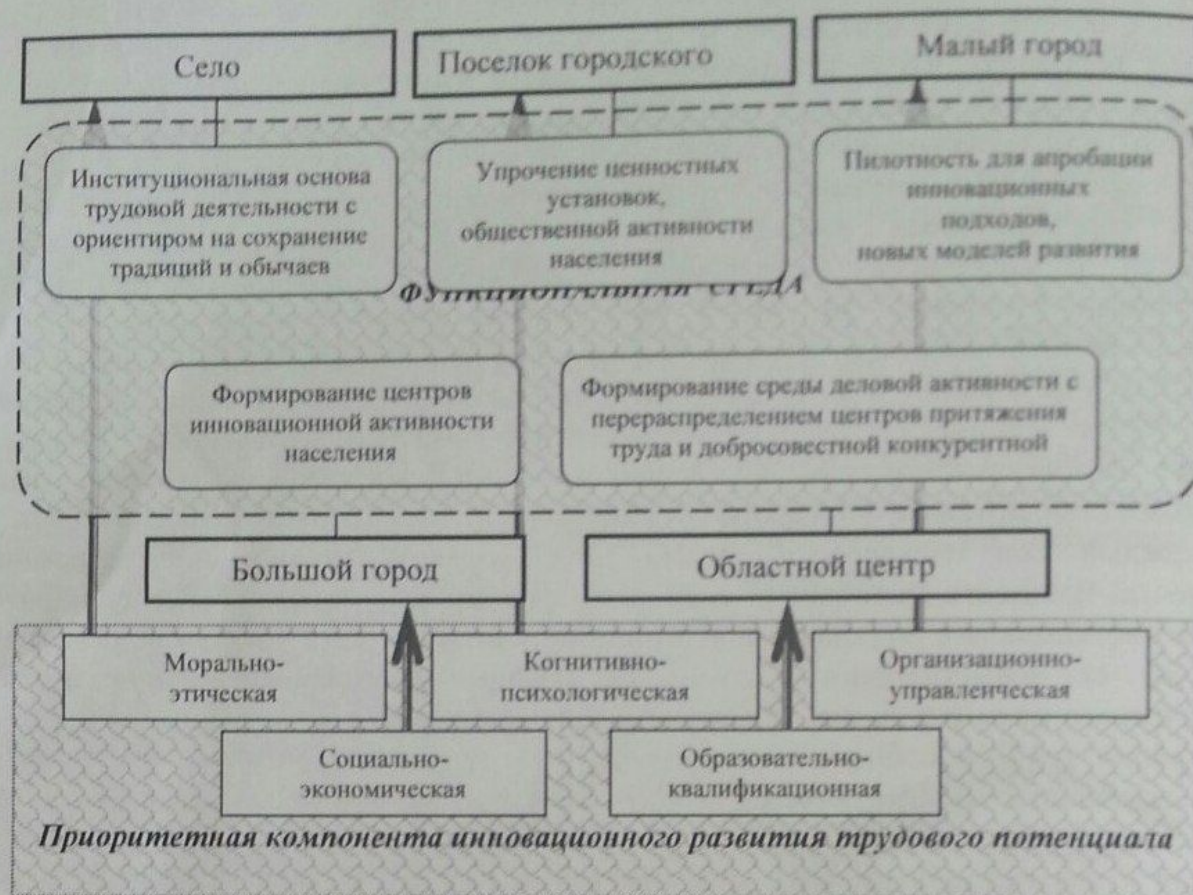 Село
Поселок городского
Малый город
Институциональная основа
трудовой деятельности с
ориентиром на сохранение
традиций и обычаев
Упрочение ценностных
установок,
общественной активности
населения
Пилотность для апробации
инновационных
подходов,
новых моделей развития
Формирование центров
инновационной активности
населения
Формирование среды деловой активности с
перераспределением центров притяжения
труда и добросовестной конкурентной
Большой город
Областной центр
Морально-
этическая
Когнитивно-
психологическая
Организационно-
управленческая
Социально-
экономическая
Образовательно-
квалификационная
Приоритетная компонента инновационного развития трудового потенциала